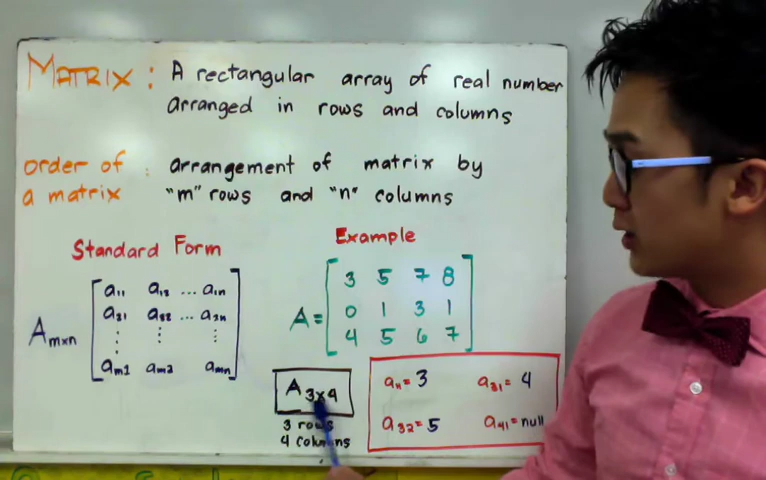 MATRIX: A rectangular array of real number
arranged in rows and columns
order of : arrangement of matrix by
a matrix "m" rows and "n" columns
Standard Form
Example
A mxn
a11 a12 ... a1n
a21 a22 ... a2n
⋮ ⋮ ⋮
am1 am2 amn
A =
3 5 7 8
0 1 3 1
4 5 6 7
A 3x4
3 rows
4 columns
a11 = 3 a31 = 4
a32 = 5 a41 = null